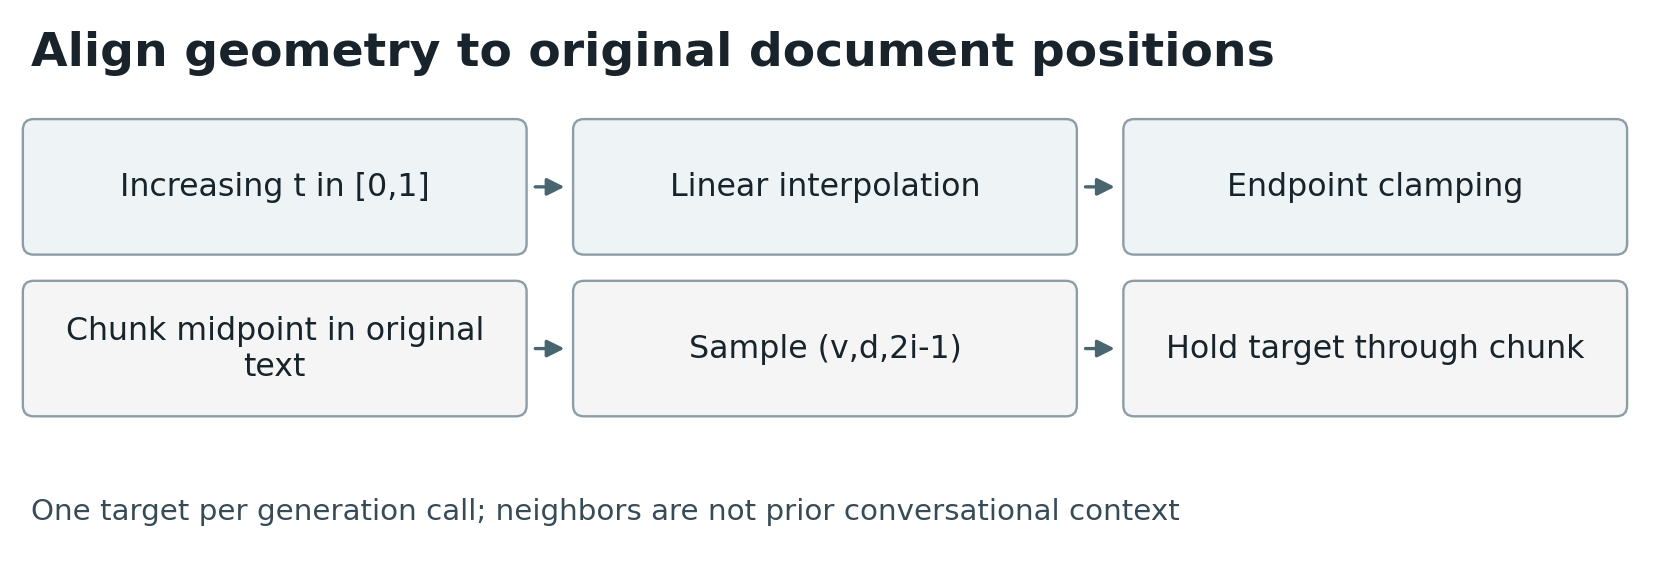 Align geometry to original document positions
Increasing t in [0,1]
Linear interpolation
Endpoint clamping
Chunk midpoint in original
text
Sample (v,d,2i-1)
Hold target through chunk
One target per generation call; neighbors are not prior conversational context